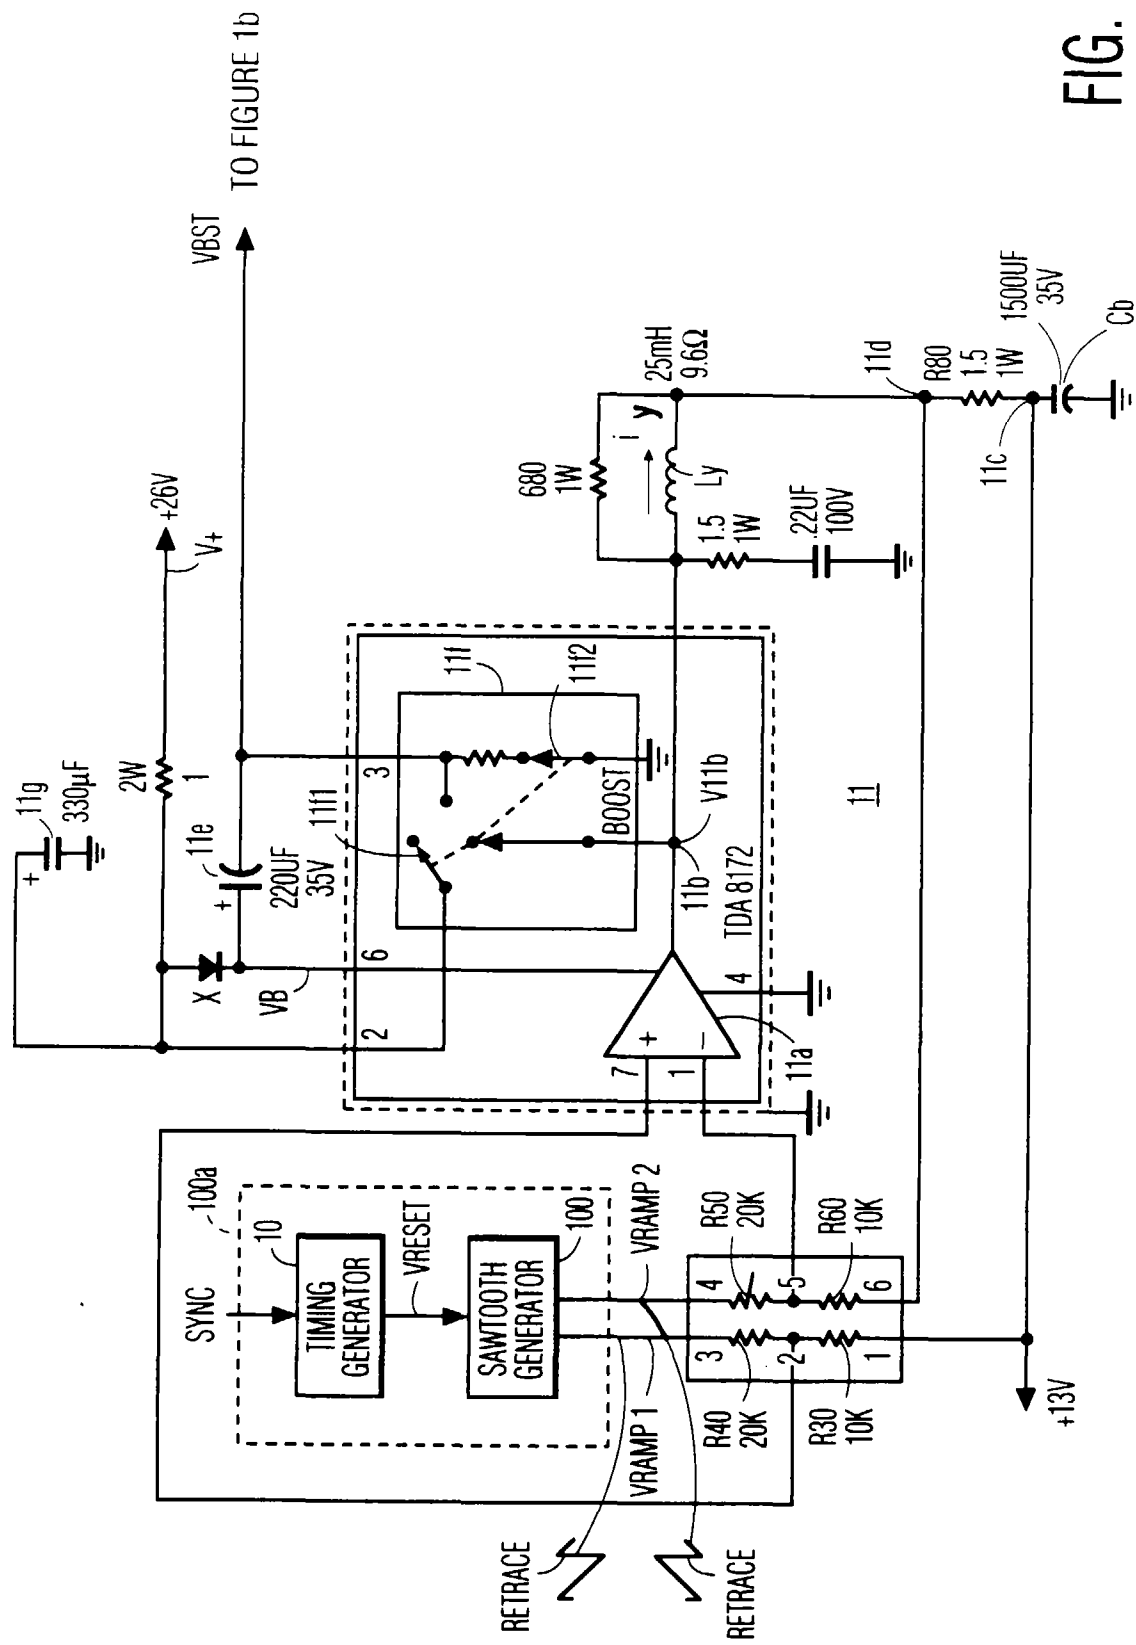 FIG.
TO FIGURE 1b
VBST
+26V
V+
11g
330µF
+
2W
1
11e
+
220UF
35V
X
VB
2
6
3
11f
11f1
11f2
BOOST
TDA 8172
11b
V11b
11a
+
–
7
1
4
11
680
1W
i
y
25mH
9.6Ω
Ly
1.5
1W
.22UF
100V
11d
R80
1.5
1W
11c
1500UF
35V
Cb
100a
SYNC
10
TIMING
GENERATOR
VRESET
100
SAWTOOTH
GENERATOR
VRAMP 1
VRAMP 2
RETRACE
RETRACE
3
4
R40
20K
R50
20K
2
5
R30
10K
R60
10K
1
6
+13V